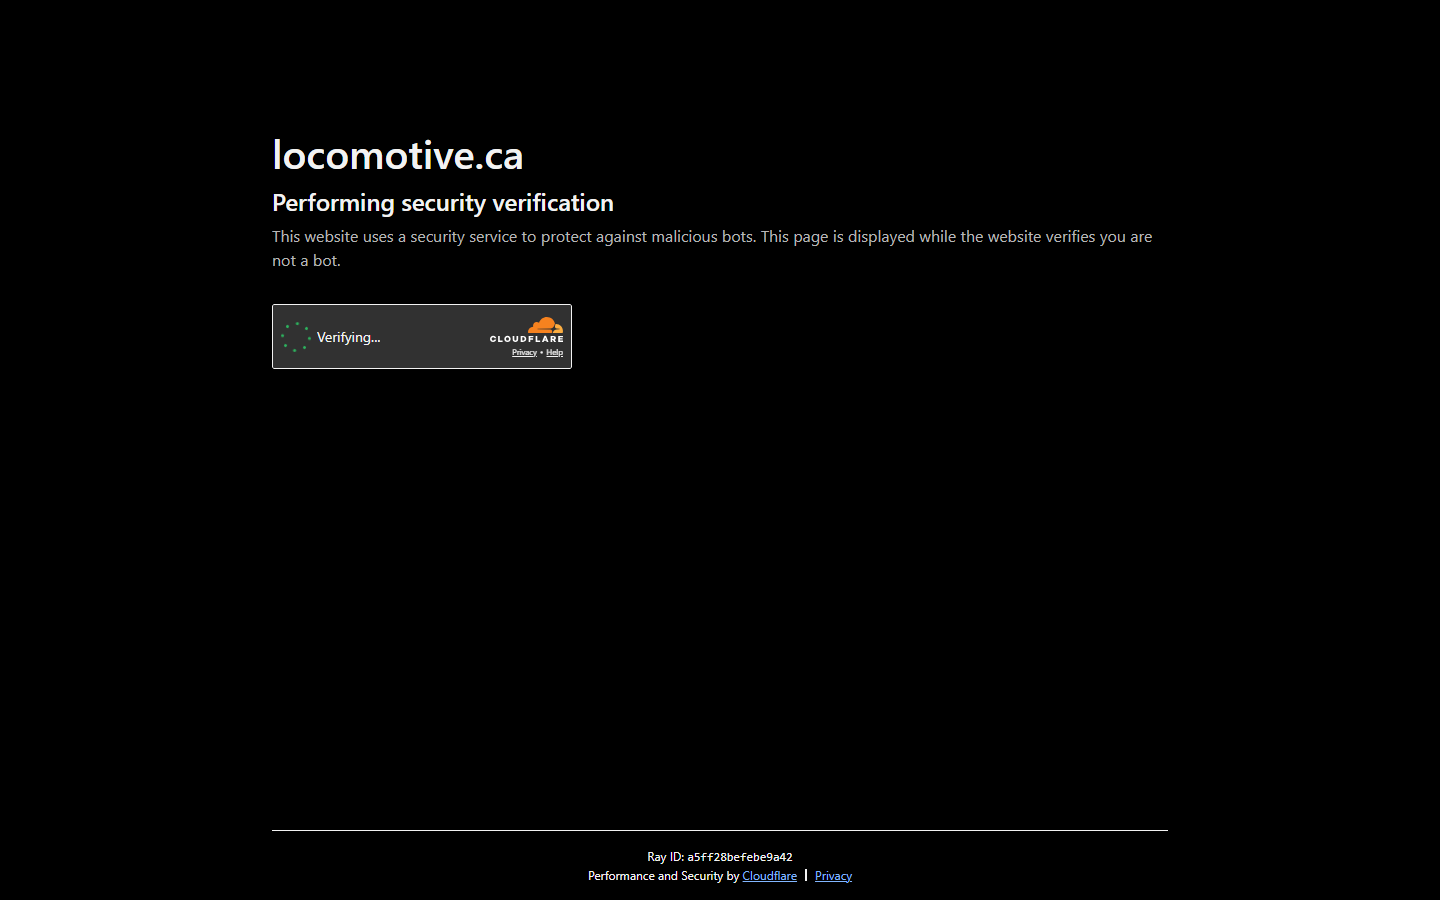 locomotive.ca
Performing security verification
This website uses a security service to protect against malicious bots. This page is displayed while the website verifies you are
not a bot.
Verifying...
CLOUDFLARE
Privacy • Help
Ray ID: a5ff28befebe9a42
Performance and Security by Cloudflare | Privacy